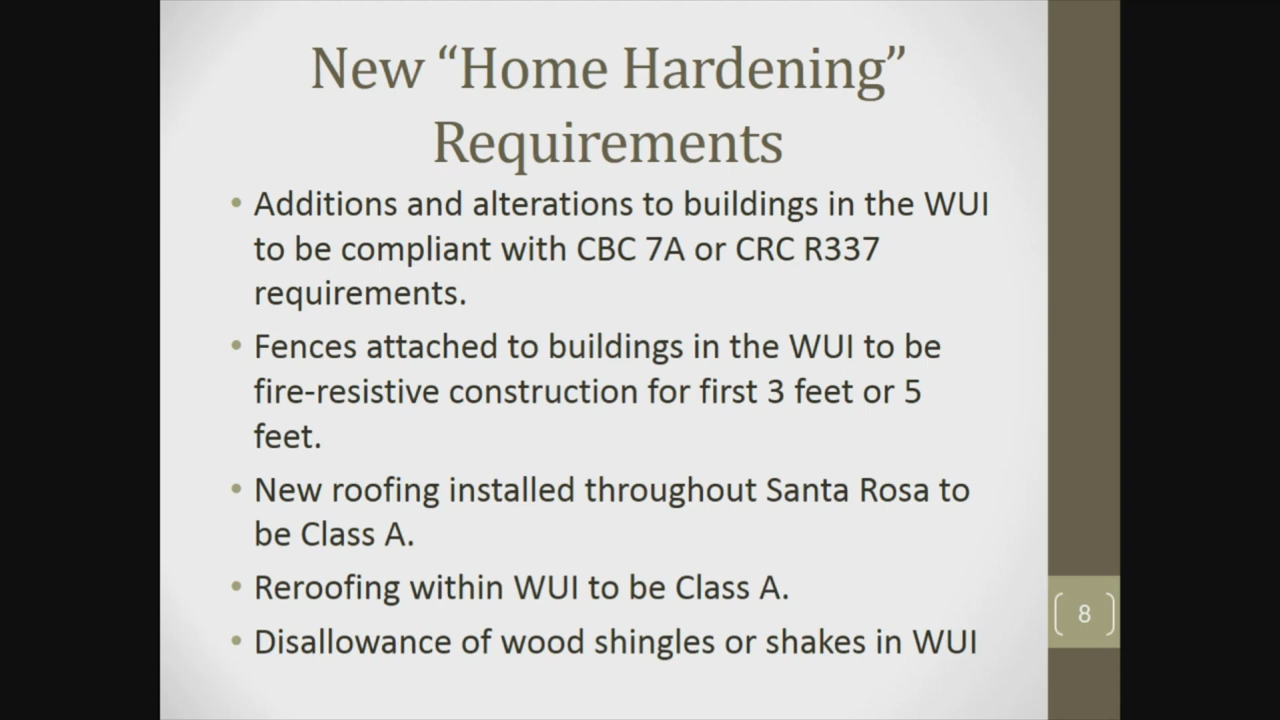 New “Home Hardening”
Requirements
• Additions and alterations to buildings in the WUI
to be compliant with CBC 7A or CRC R337
requirements.
• Fences attached to buildings in the WUI to be
fire-resistive construction for first 3 feet or 5
feet.
• New roofing installed throughout Santa Rosa to
be Class A.
• Reroofing within WUI to be Class A.
• Disallowance of wood shingles or shakes in WUI
8